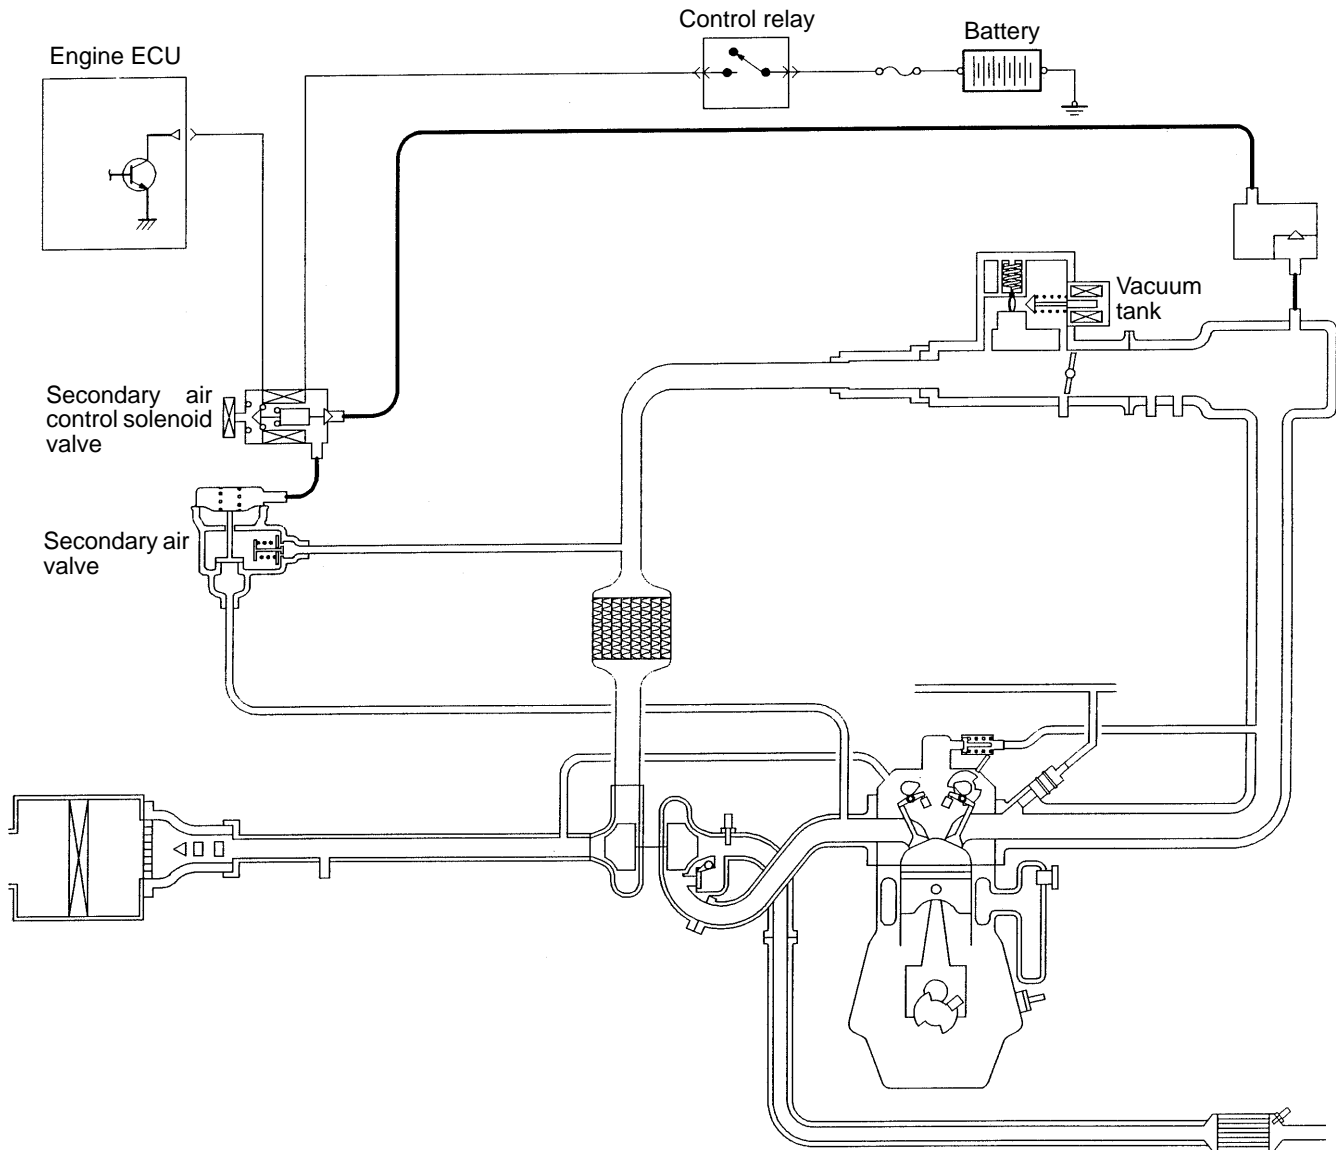 Control relay
Battery
Engine ECU
Vacuum
tank
Secondary air
control solenoid
valve
Secondary air
valve